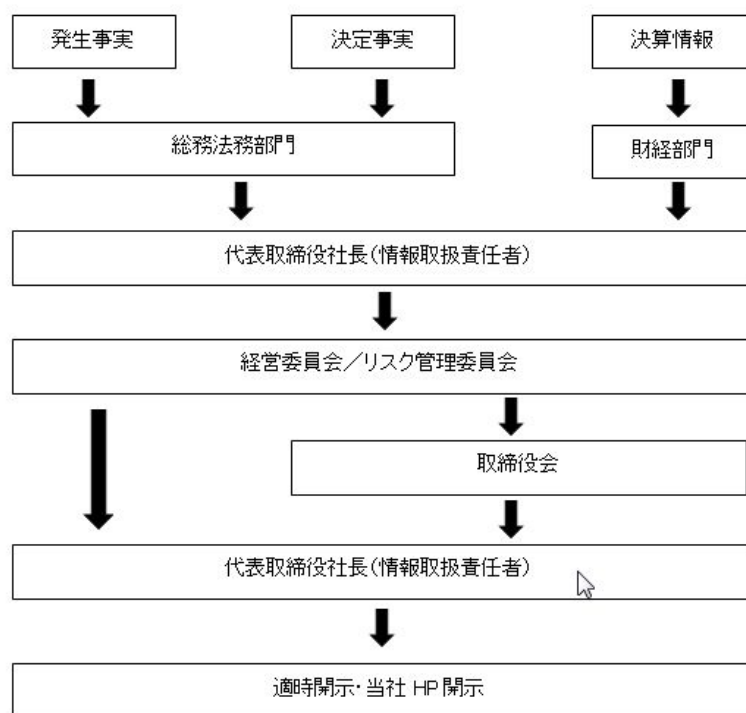 発生事実
決定事実
決算情報
総務法務部門
財経部門
代表取締役社長(情報取扱責任者)
経営委員会/リスク管理委員会
取締役会
代表取締役社長(情報取扱責任者)
適時開示・当社 HP 開示